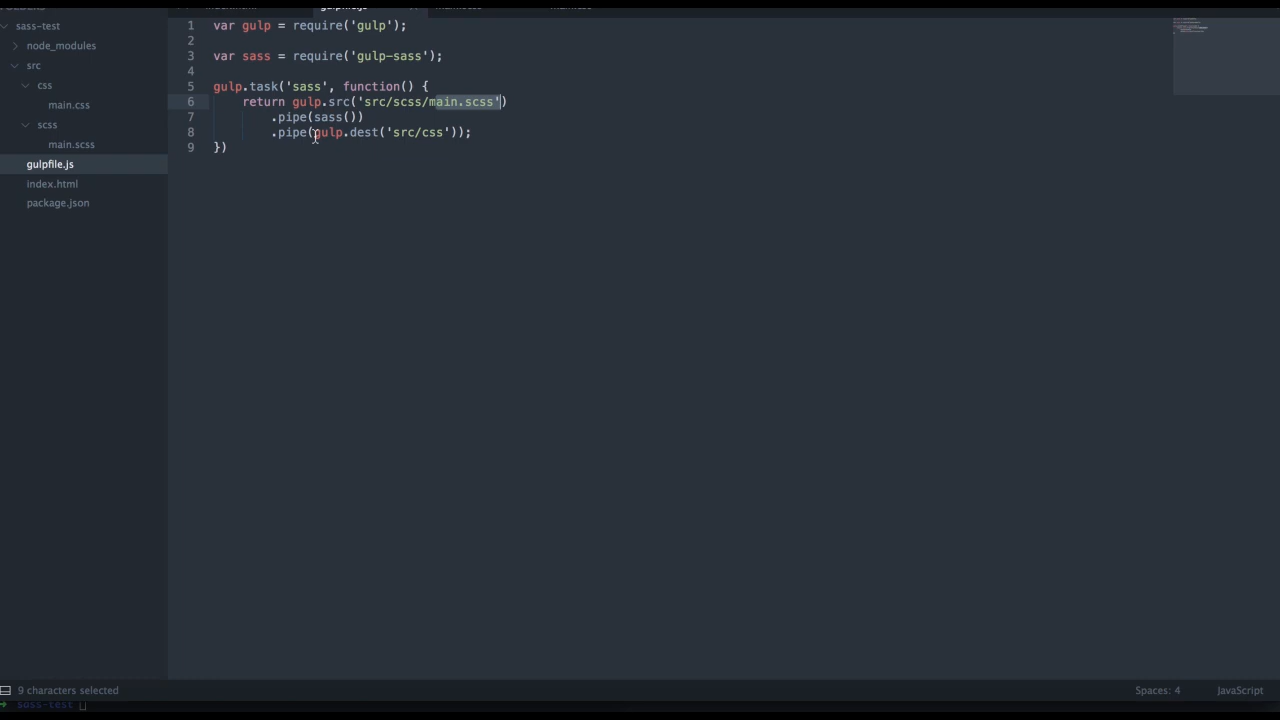 sass-test
node_modules
src
css
main.css
scss
main.scss
gulpfile.js
index.html
package.json
1 var gulp = require('gulp');
2
3 var sass = require('gulp-sass');
4
5 gulp.task('sass', function() {
6 return gulp.src('src/scss/main.scss')
7 .pipe(sass())
8 .pipe(gulp.dest('src/css'));
9 })
9 characters selected
Spaces: 4
JavaScript
sass-test